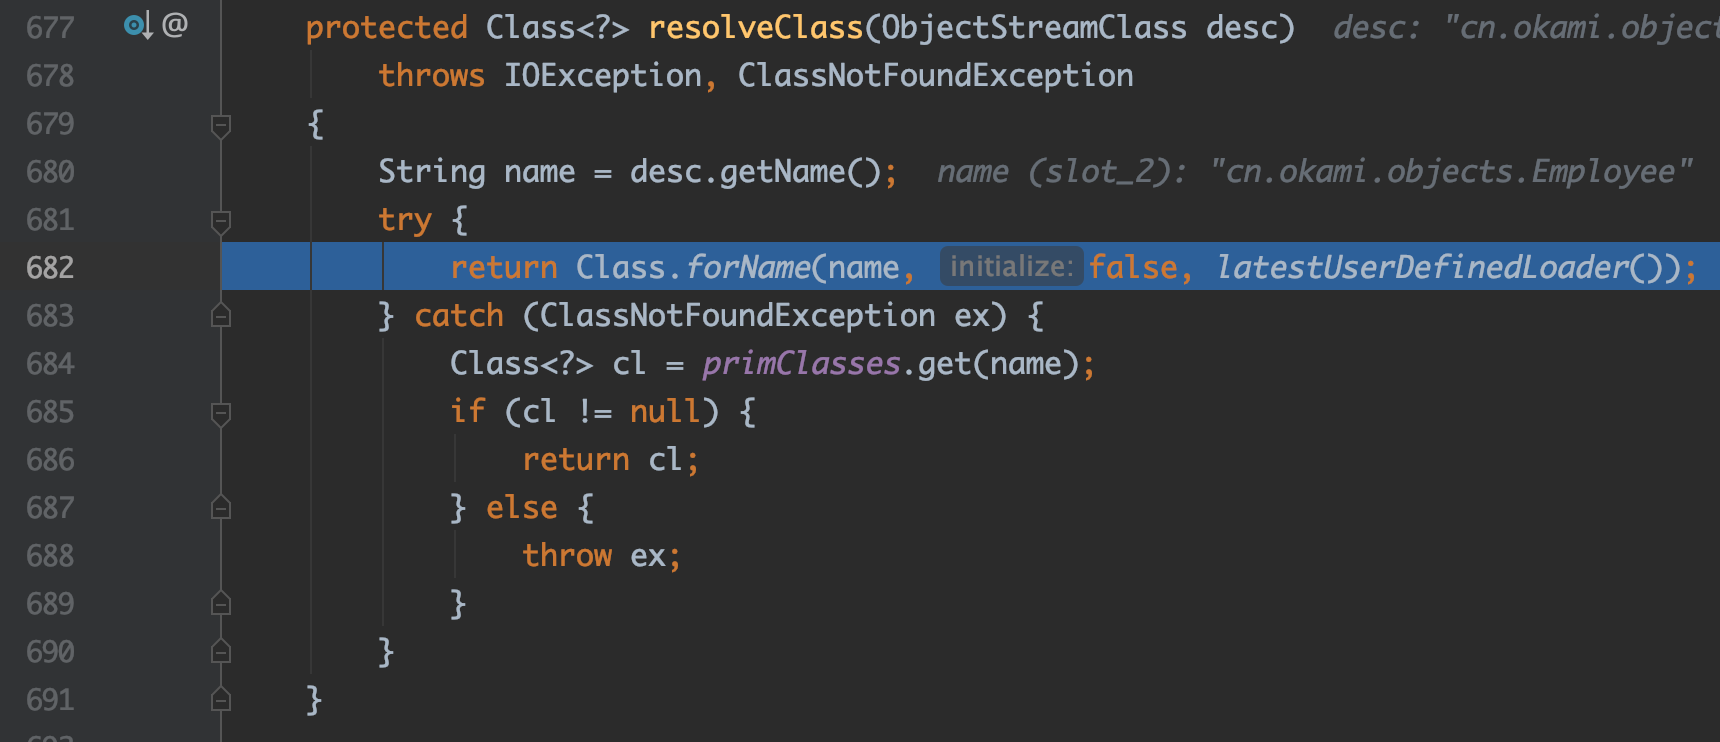 677 @ protected Class<?> resolveClass(ObjectStreamClass desc) desc: "cn.okami.object
678 throws IOException, ClassNotFoundException
679 {
680 String name = desc.getName(); name (slot_2): "cn.okami.objects.Employee"
681 try {
682 return Class.forName(name, initialize: false, latestUserDefinedLoader());
683 } catch (ClassNotFoundException ex) {
684 Class<?> cl = primClasses.get(name);
685 if (cl != null) {
686 return cl;
687 } else {
688 throw ex;
689 }
690 }
691 }